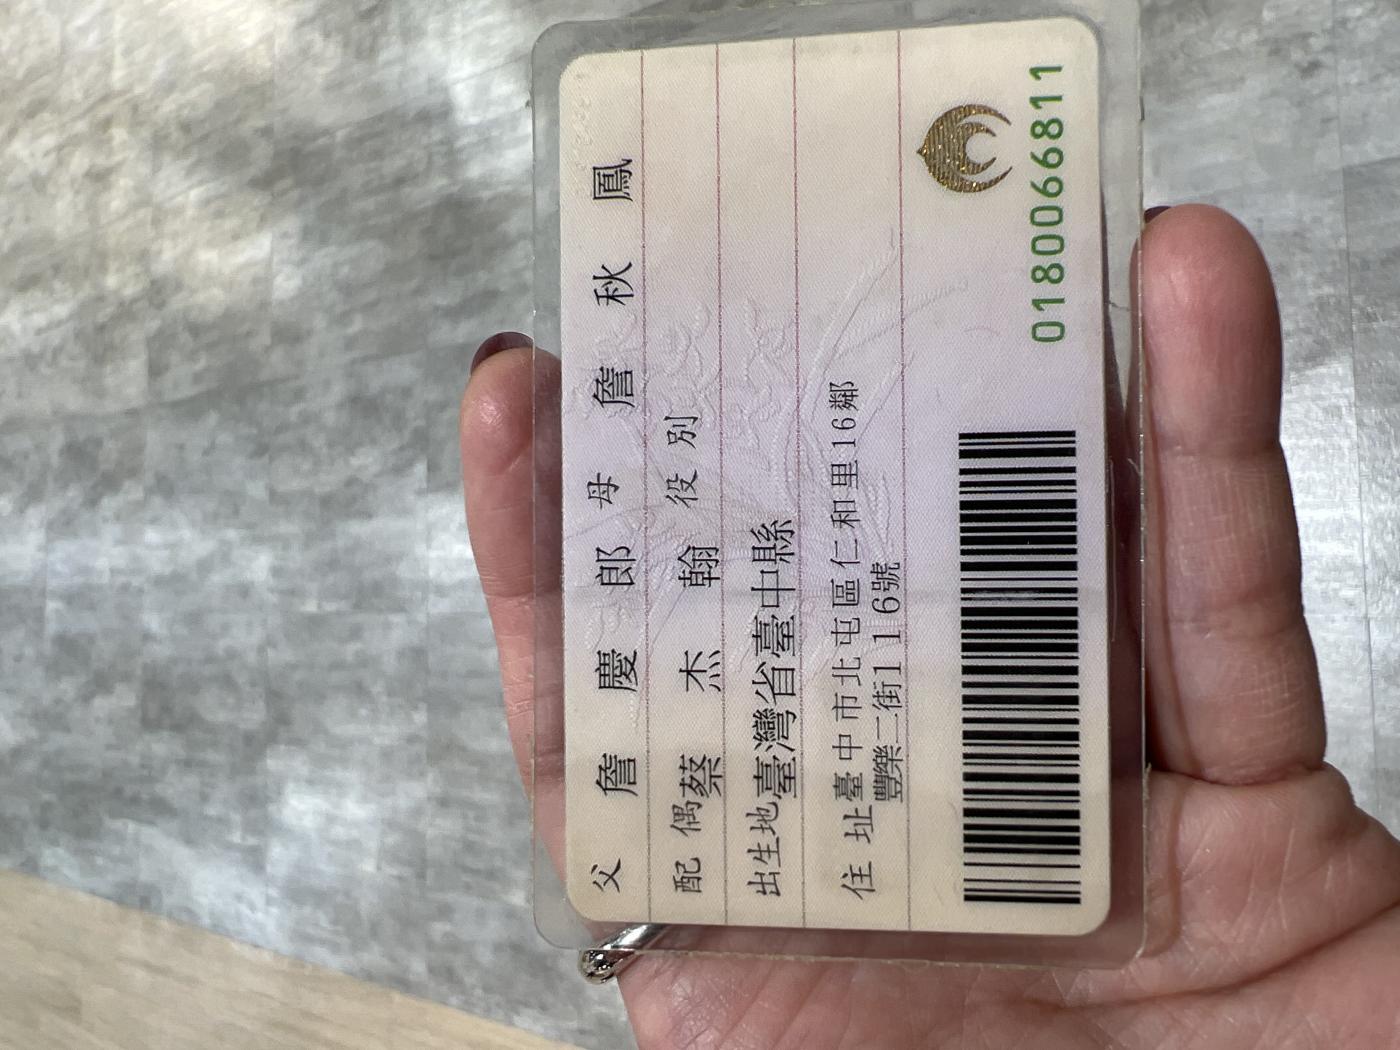 父 詹慶郎 母 詹秋鳳
配偶 蔡杰翰 役別
出生地 臺灣省臺中縣
住址 臺中市北屯區仁和里16鄰
豐樂二街116號
0180066811